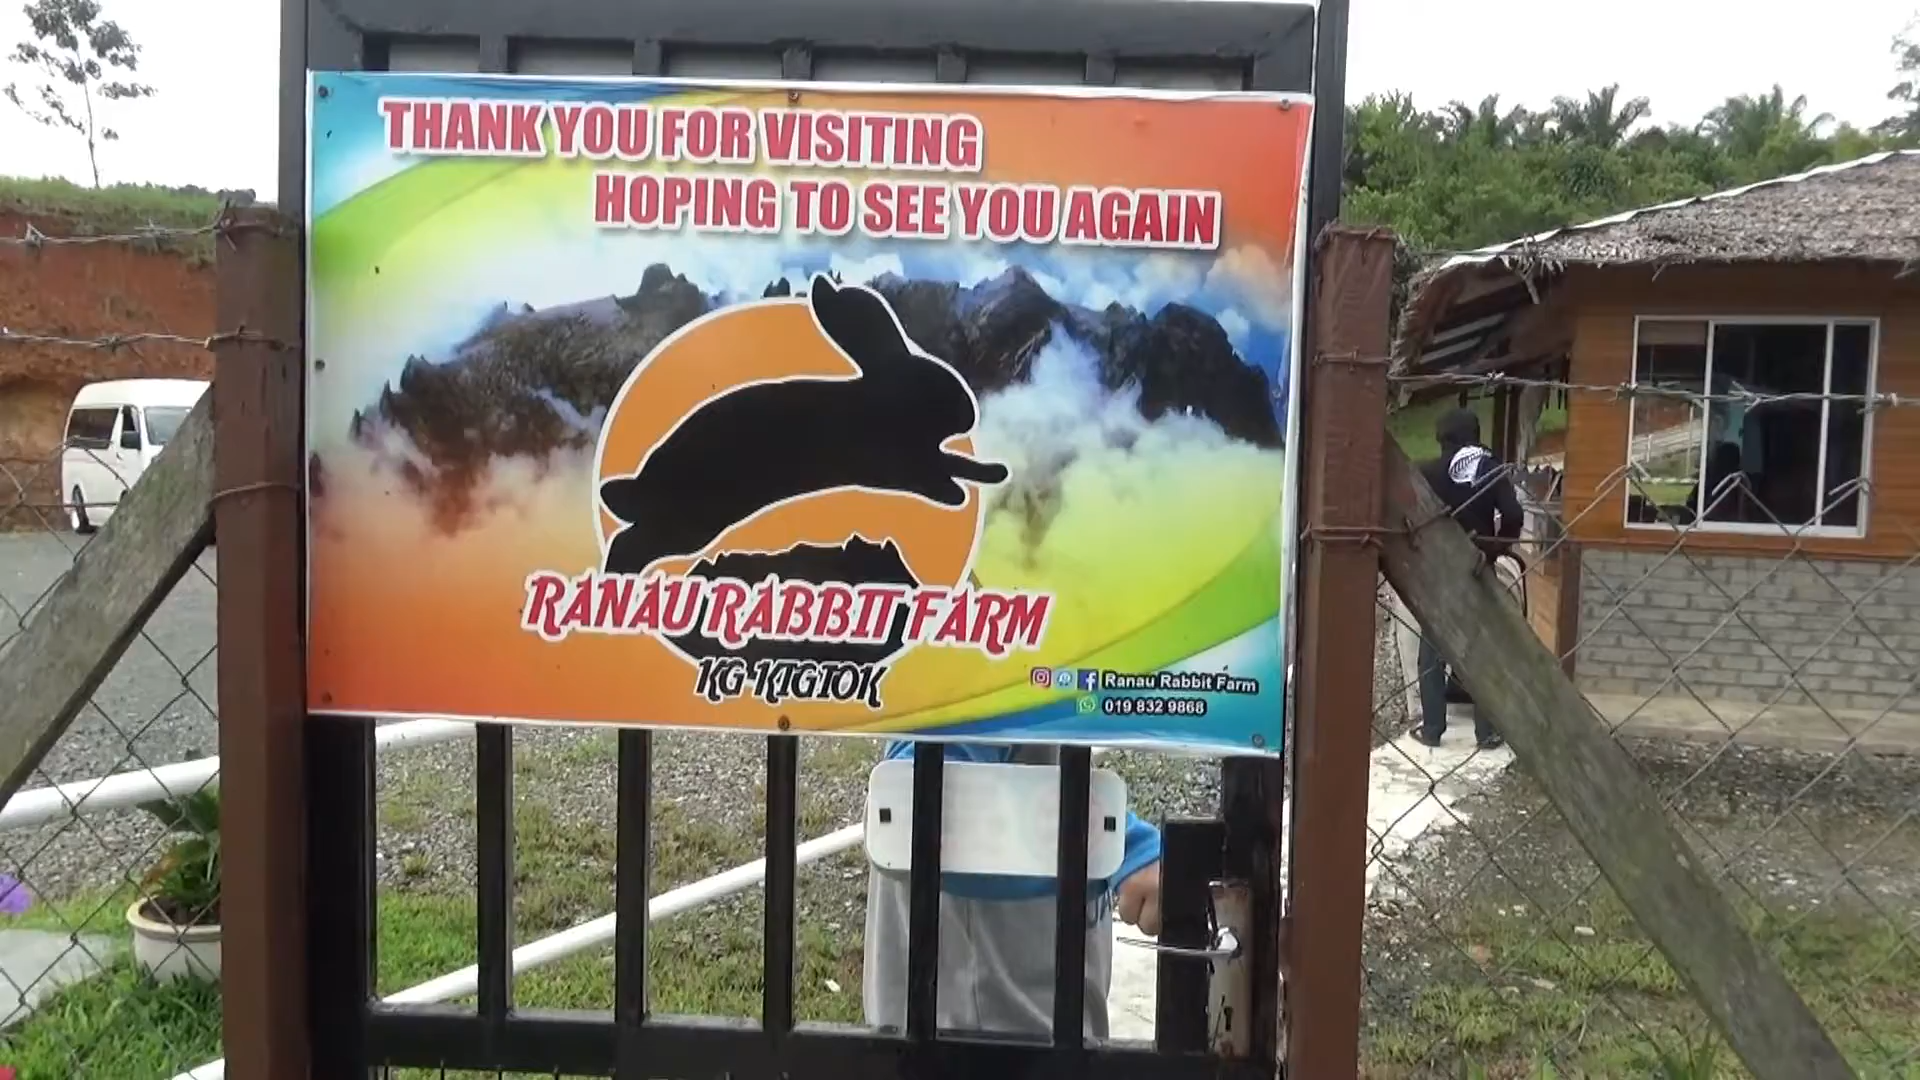 THANK YOU FOR VISITING
HOPING TO SEE YOU AGAIN
RANAU RABBIT FARM
KG-KIGIOK
Ranau Rabbit Farm
019 832 9868